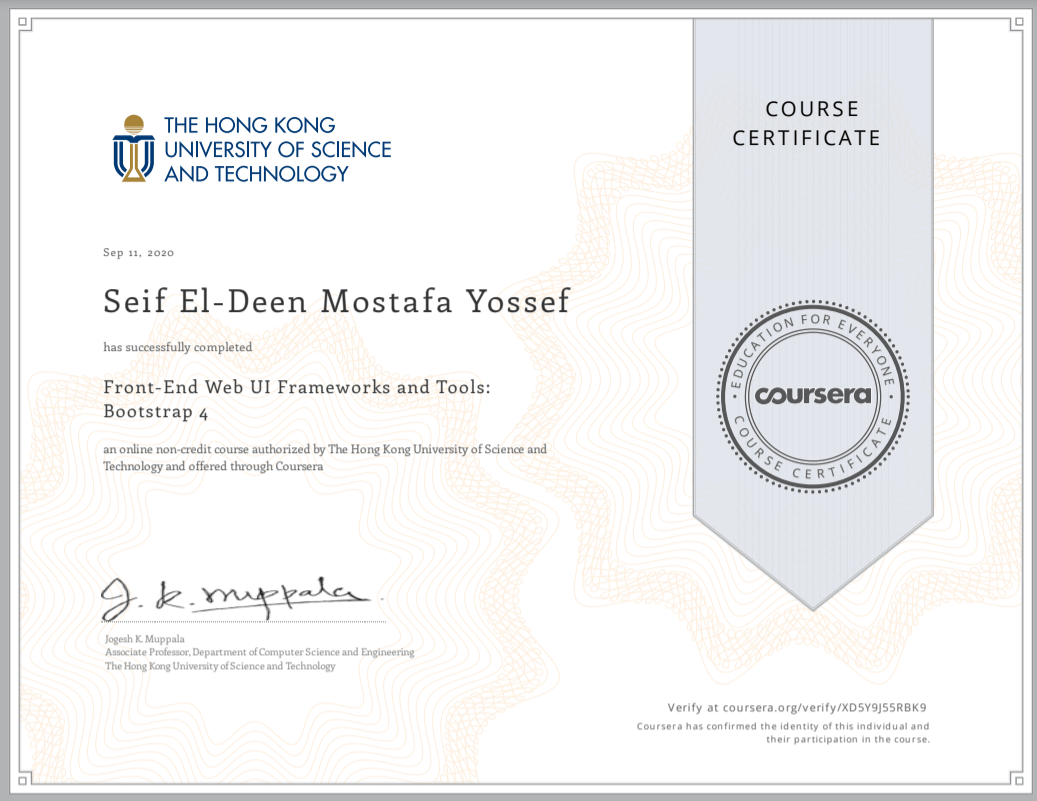 THE HONG KONG
UNIVERSITY OF SCIENCE
AND TECHNOLOGY
COURSE
CERTIFICATE
Sep 11, 2020
Seif El-Deen Mostafa Yossef
has successfully completed
Front-End Web UI Frameworks and Tools:
Bootstrap 4
an online non-credit course authorized by The Hong Kong University of Science and
Technology and offered through Coursera
EDUCATION FOR EVERYONE
coursera
COURSE CERTIFICATE
J. K. Muppala
Jogesh K. Muppala
Associate Professor, Department of Computer Science and Engineering
The Hong Kong University of Science and Technology
Verify at coursera.org/verify/XD5Y9J55RBK9
Coursera has confirmed the identity of this individual and
their participation in the course.